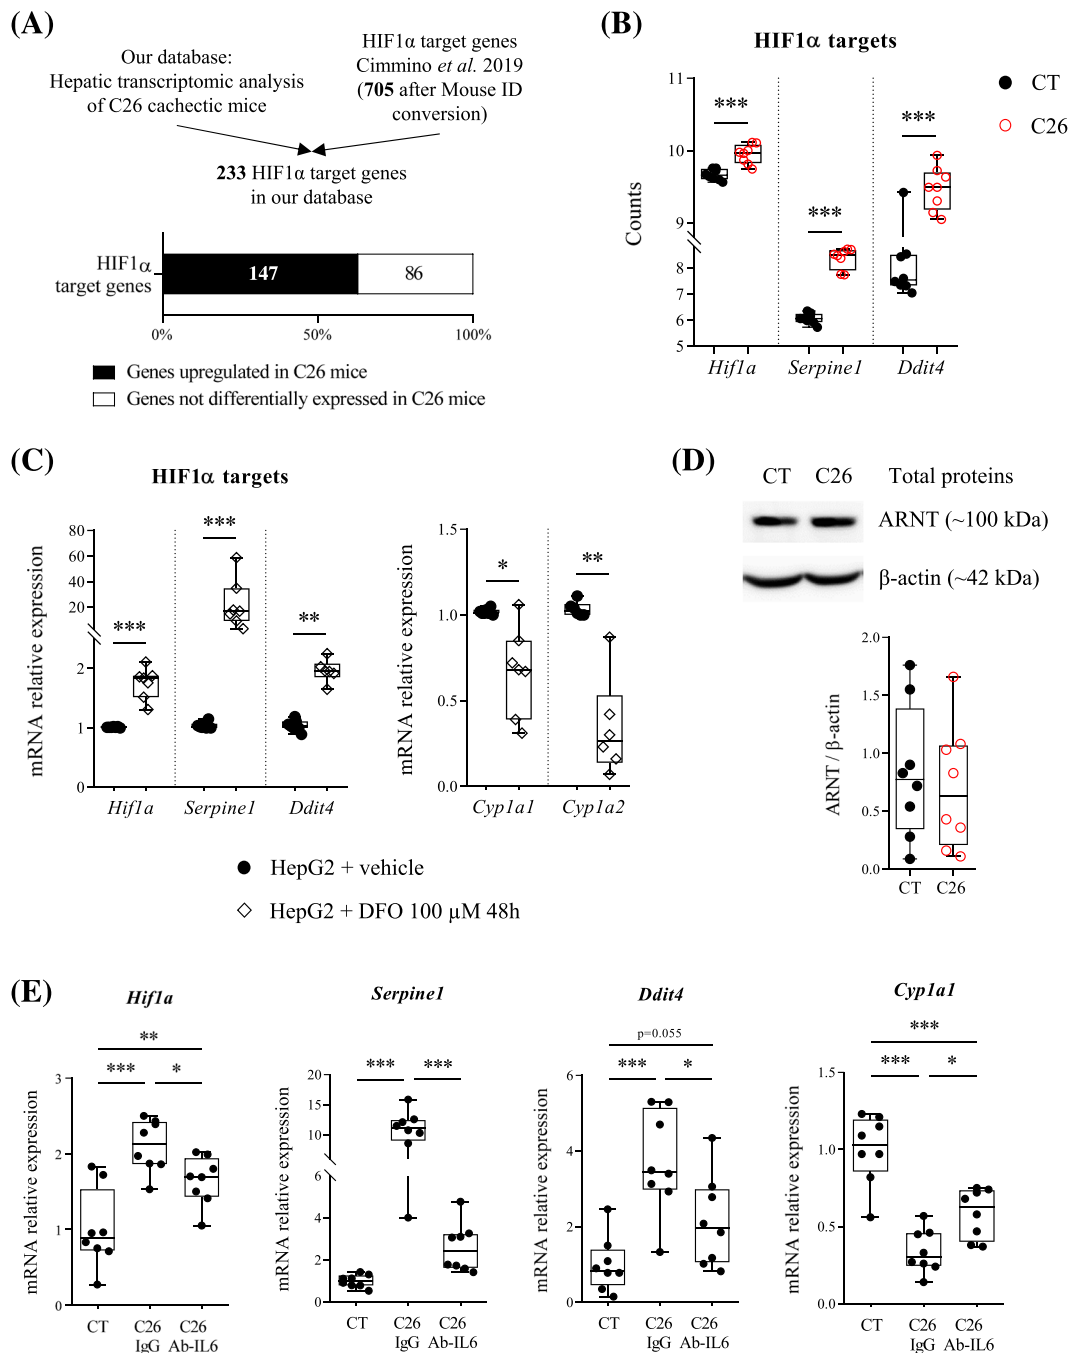 (A)
Our database:
Hepatic transcriptomic analysis
of C26 cachectic mice
HIF1α target genes
Cimmino et al. 2019
(705 after Mouse ID
conversion)
233 HIF1α target genes
in our database
HIF1α
target genes
147
86
0%
50%
100%
Genes upregulated in C26 mice
Genes not differentially expressed in C26 mice
(B)
HIF1α targets
CT
C26
Counts
11
10
9
8
7
6
5
***
***
***
Hif1a
Serpine1
Ddit4
(C)
HIF1α targets
mRNA relative expression
80
60
40
20
2
1
0
***
***
**
Hif1a
Serpine1
Ddit4
mRNA relative expression
1.5
1.0
0.5
0.0
*
**
Cyp1a1
Cyp1a2
HepG2 + vehicle
HepG2 + DFO 100 µM 48h
(D)
CT
C26
Total proteins
ARNT (~100 kDa)
β-actin (~42 kDa)
ARNT / β-actin
2.0
1.5
1.0
0.5
0.0
CT
C26
(E)
Hif1a
**
***
*
mRNA relative expression
3
2
1
0
CT
C26
IgG
C26
Ab-IL6
Serpine1
***
***
mRNA relative expression
20
15
10
6
4
2
0
CT
C26
IgG
C26
Ab-IL6
Ddit4
p=0.055
***
*
mRNA relative expression
6
4
2
0
CT
C26
IgG
C26
Ab-IL6
Cyp1a1
***
***
*
mRNA relative expression
1.5
1.0
0.5
0.0
CT
C26
IgG
C26
Ab-IL6